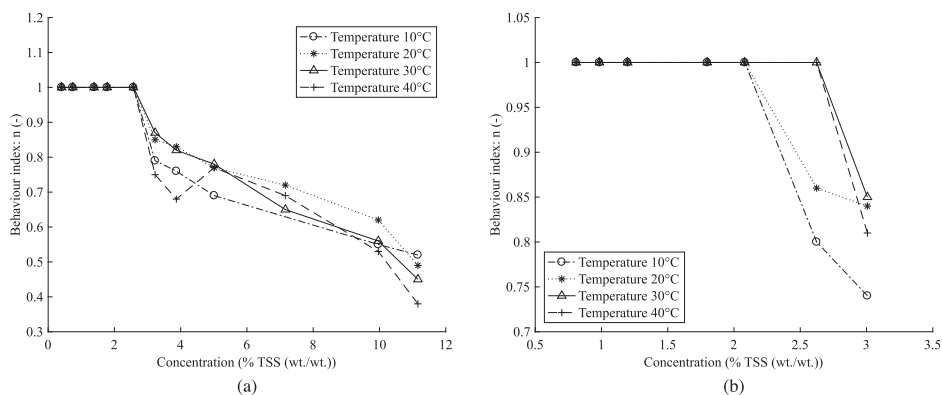 1.2
1.1
1
0.9
0.8
0.7
0.6
0.5
0.4
0.3
Behaviour index: n (-)
0 2 4 6 8 10 12
Concentration (% TSS (wt./wt.))
Temperature 10°C
Temperature 20°C
Temperature 30°C
Temperature 40°C
(a)
1.05
1
0.95
0.9
0.85
0.8
0.75
0.7
Behaviour index: n (-)
0.5 1 1.5 2 2.5 3 3.5
Concentration (% TSS (wt./wt.))
Temperature 10°C
Temperature 20°C
Temperature 30°C
Temperature 40°C
(b)